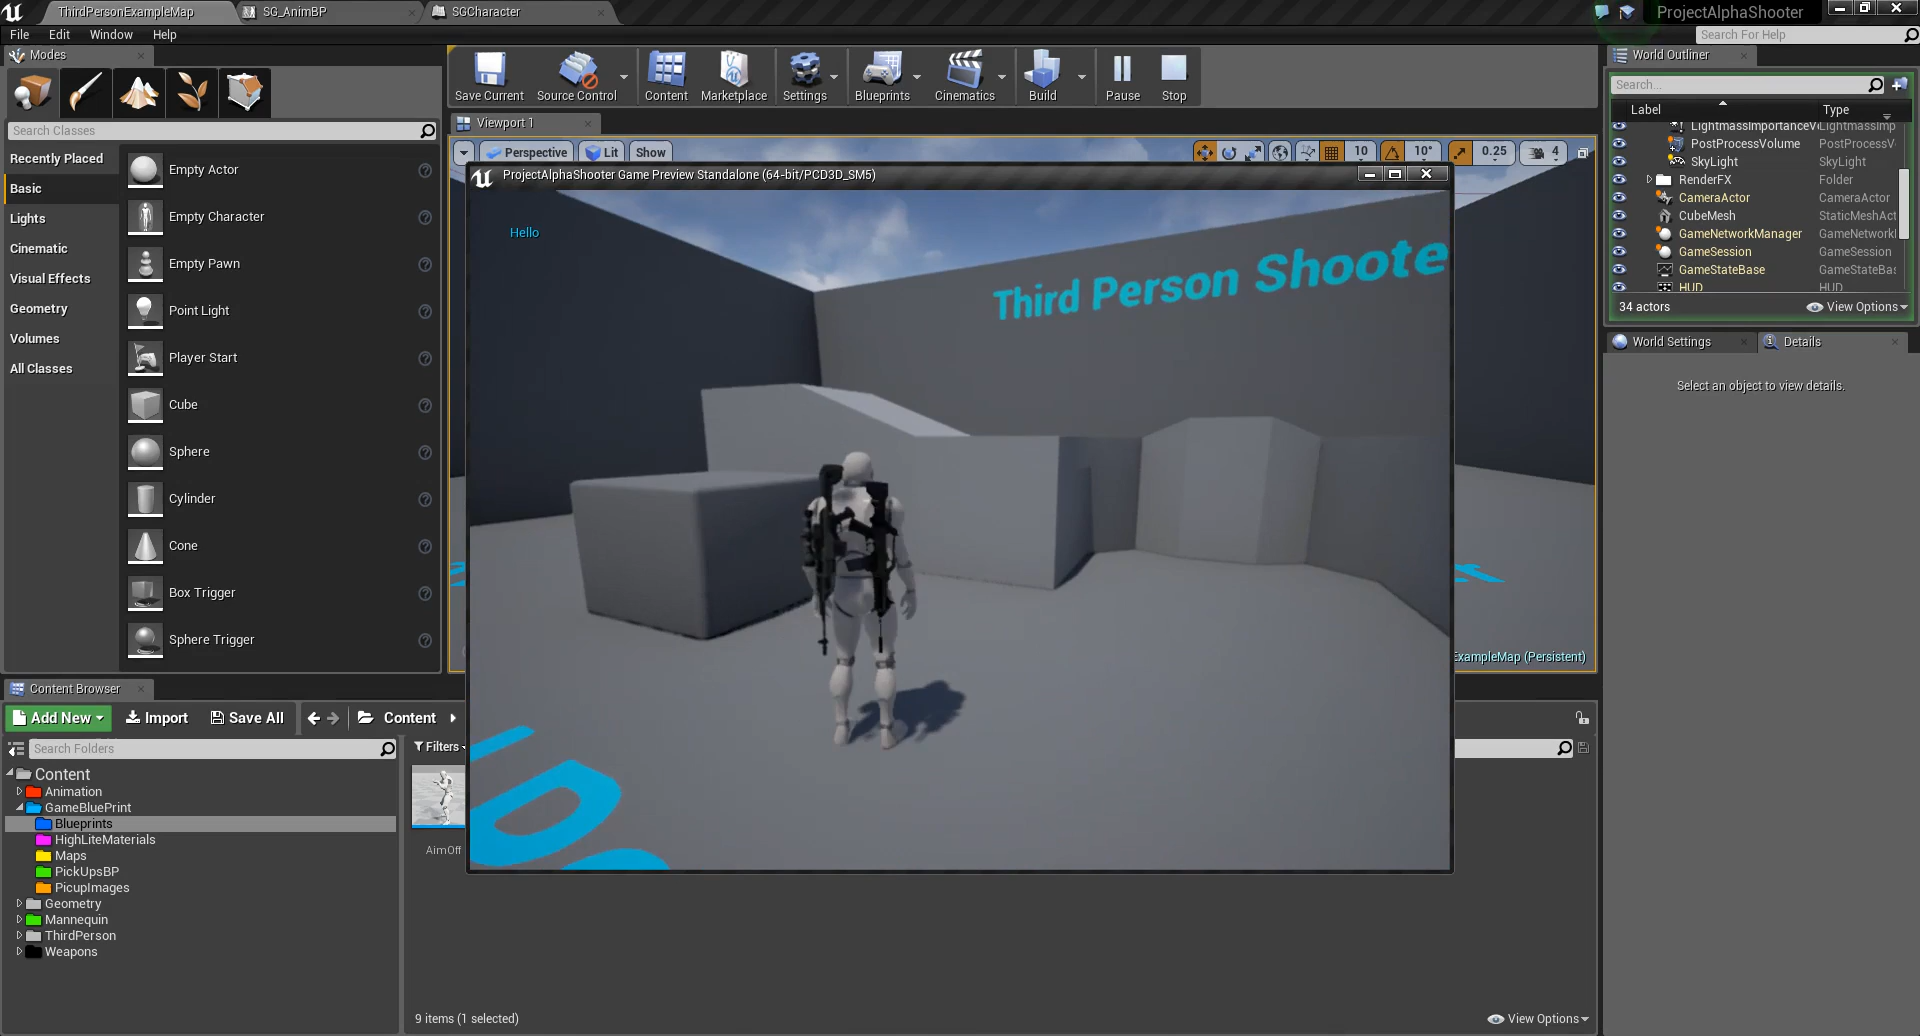 ThirdPersonExampleMap
SG_AnimBP
SGCharacter
ProjectAlphaShooter
File Edit Window Help
Search For Help
Modes
Search Classes
Recently Placed
Basic
Lights
Cinematic
Visual Effects
Geometry
Volumes
All Classes
Empty Actor
Empty Character
Empty Pawn
Point Light
Player Start
Cube
Sphere
Cylinder
Cone
Box Trigger
Sphere Trigger
Save Current
Source Control
Content
Marketplace
Settings
Blueprints
Cinematics
Build
Pause
Stop
Viewport 1
Perspective Lit Show
10 10° 0.25 4
ProjectAlphaShooter Game Preview Standalone (64-bit/PCD3D_SM5)
Hello
Third Person Shoote
ExampleMap (Persistent)
World Outliner
Search...
Label Type
LightmassImportanceV LightmassImp
PostProcessVolume PostProcessV
SkyLight SkyLight
RenderFX Folder
CameraActor CameraActor
CubeMesh StaticMeshAct
GameNetworkManager GameNetworkI
GameSession GameSession
GameStateBase GameStateBas
HUD HUD
34 actors
View Options
World Settings
Details
Select an object to view details.
Content Browser
Add New
Import
Save All
Content
Search Folders
Filters
Content
Animation
GameBluePrint
Blueprints
HighLiteMaterials
Maps
PickUpsBP
PicupImages
Geometry
Mannequin
ThirdPerson
Weapons
AimOff
9 items (1 selected)
View Options